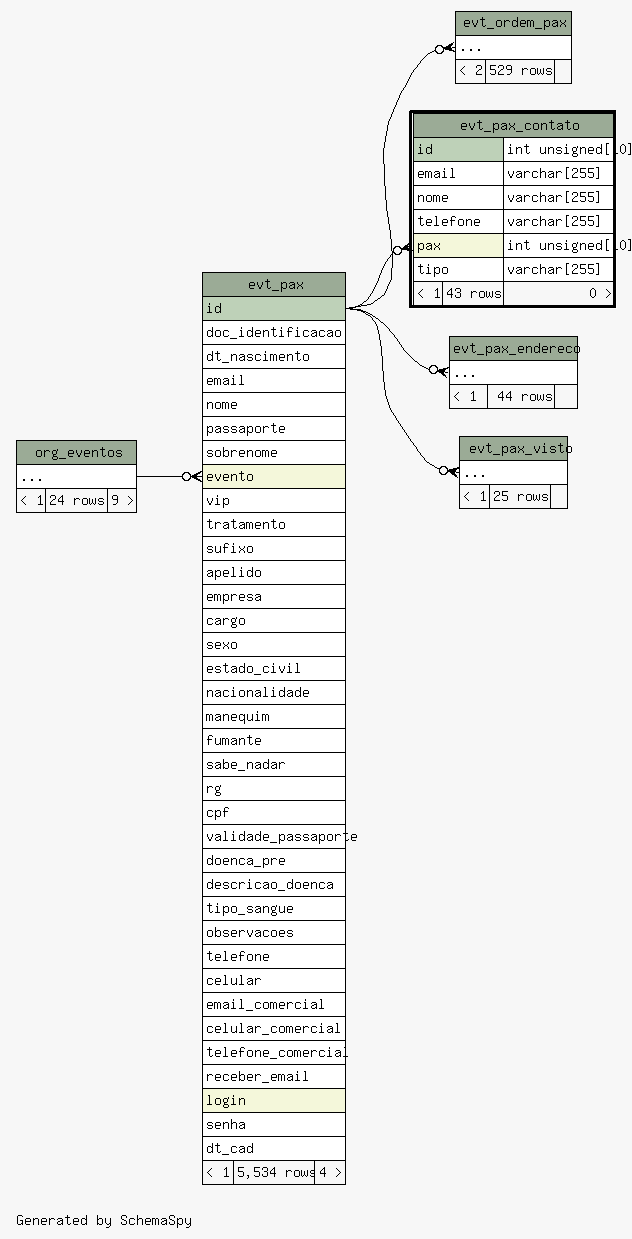 evt_ordem_pax
...
< 2 529 rows
evt_pax_contato
id int unsigned[10]
email varchar[255]
nome varchar[255]
telefone varchar[255]
pax int unsigned[10]
tipo varchar[255]
< 1 43 rows 0 >
evt_pax_endereco
...
< 1 44 rows
evt_pax_visto
...
< 1 25 rows
org_eventos
...
< 1 24 rows 9 >
evt_pax
id
doc_identificacao
dt_nascimento
email
nome
passaporte
sobrenome
evento
vip
tratamento
sufixo
apelido
empresa
cargo
sexo
estado_civil
nacionalidade
manequim
fumante
sabe_nadar
rg
cpf
validade_passaporte
doenca_pre
descricao_doenca
tipo_sangue
observacoes
telefone
celular
email_comercial
celular_comercial
telefone_comercial
receber_email
login
senha
dt_cad
< 1 5,534 rows 4 >
Generated by SchemaSpy